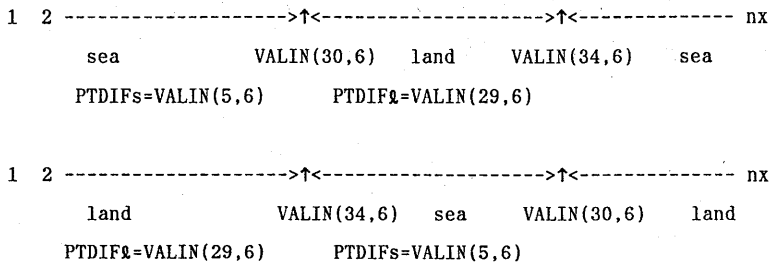 1 2 --------------------->↑<----------------------->↑<-------------- nx
sea VALIN(30,6) land VALIN(34,6) sea
PTDIFs=VALIN(5,6) PTDIFℓ=VALIN(29,6)
1 2 --------------------->↑<----------------------->↑<-------------- nx
land VALIN(34,6) sea VALIN(30,6) land
PTDIFℓ=VALIN(29,6) PTDIFs=VALIN(5,6)